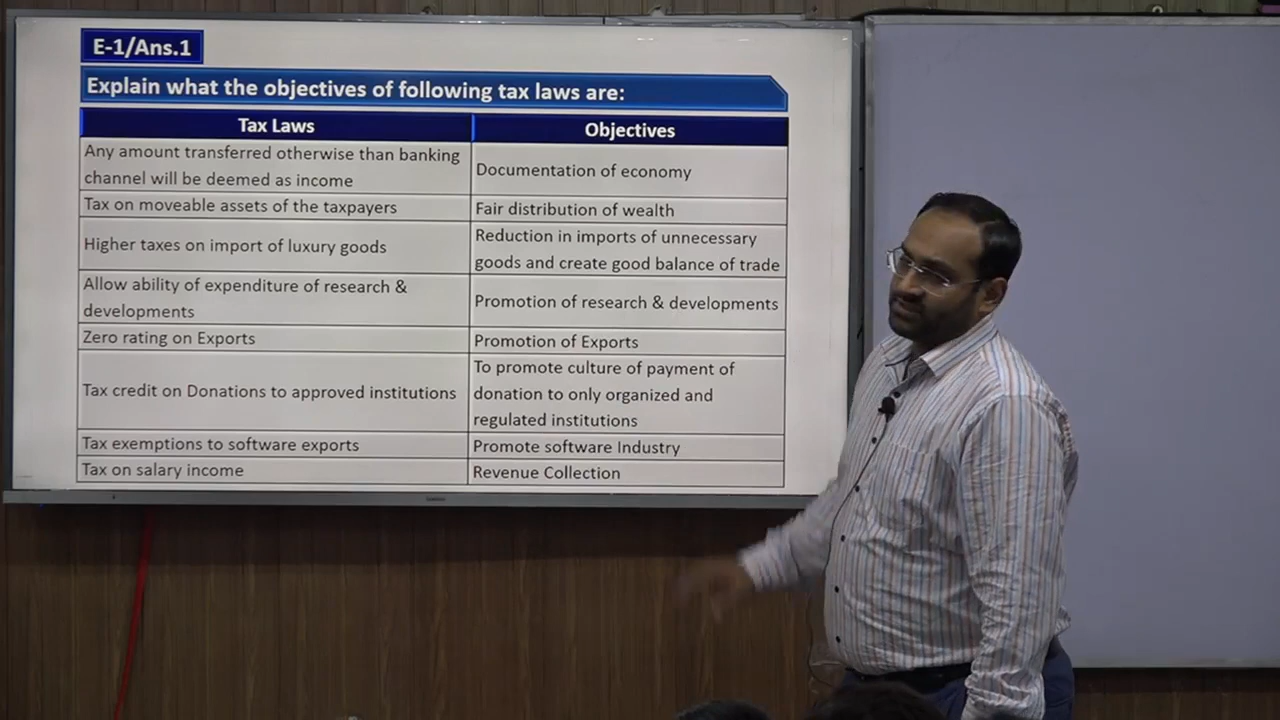 E-1/Ans.1
Explain what the objectives of following tax laws are:
Tax Laws
Objectives
Any amount transferred otherwise than banking
channel will be deemed as income
Documentation of economy
Tax on moveable assets of the taxpayers
Fair distribution of wealth
Higher taxes on import of luxury goods
Reduction in imports of unnecessary
goods and create good balance of trade
Allow ability of expenditure of research &
developments
Promotion of research & developments
Zero rating on Exports
Promotion of Exports
Tax credit on Donations to approved institutions
To promote culture of payment of
donation to only organized and
regulated institutions
Tax exemptions to software exports
Promote software Industry
Tax on salary income
Revenue Collection